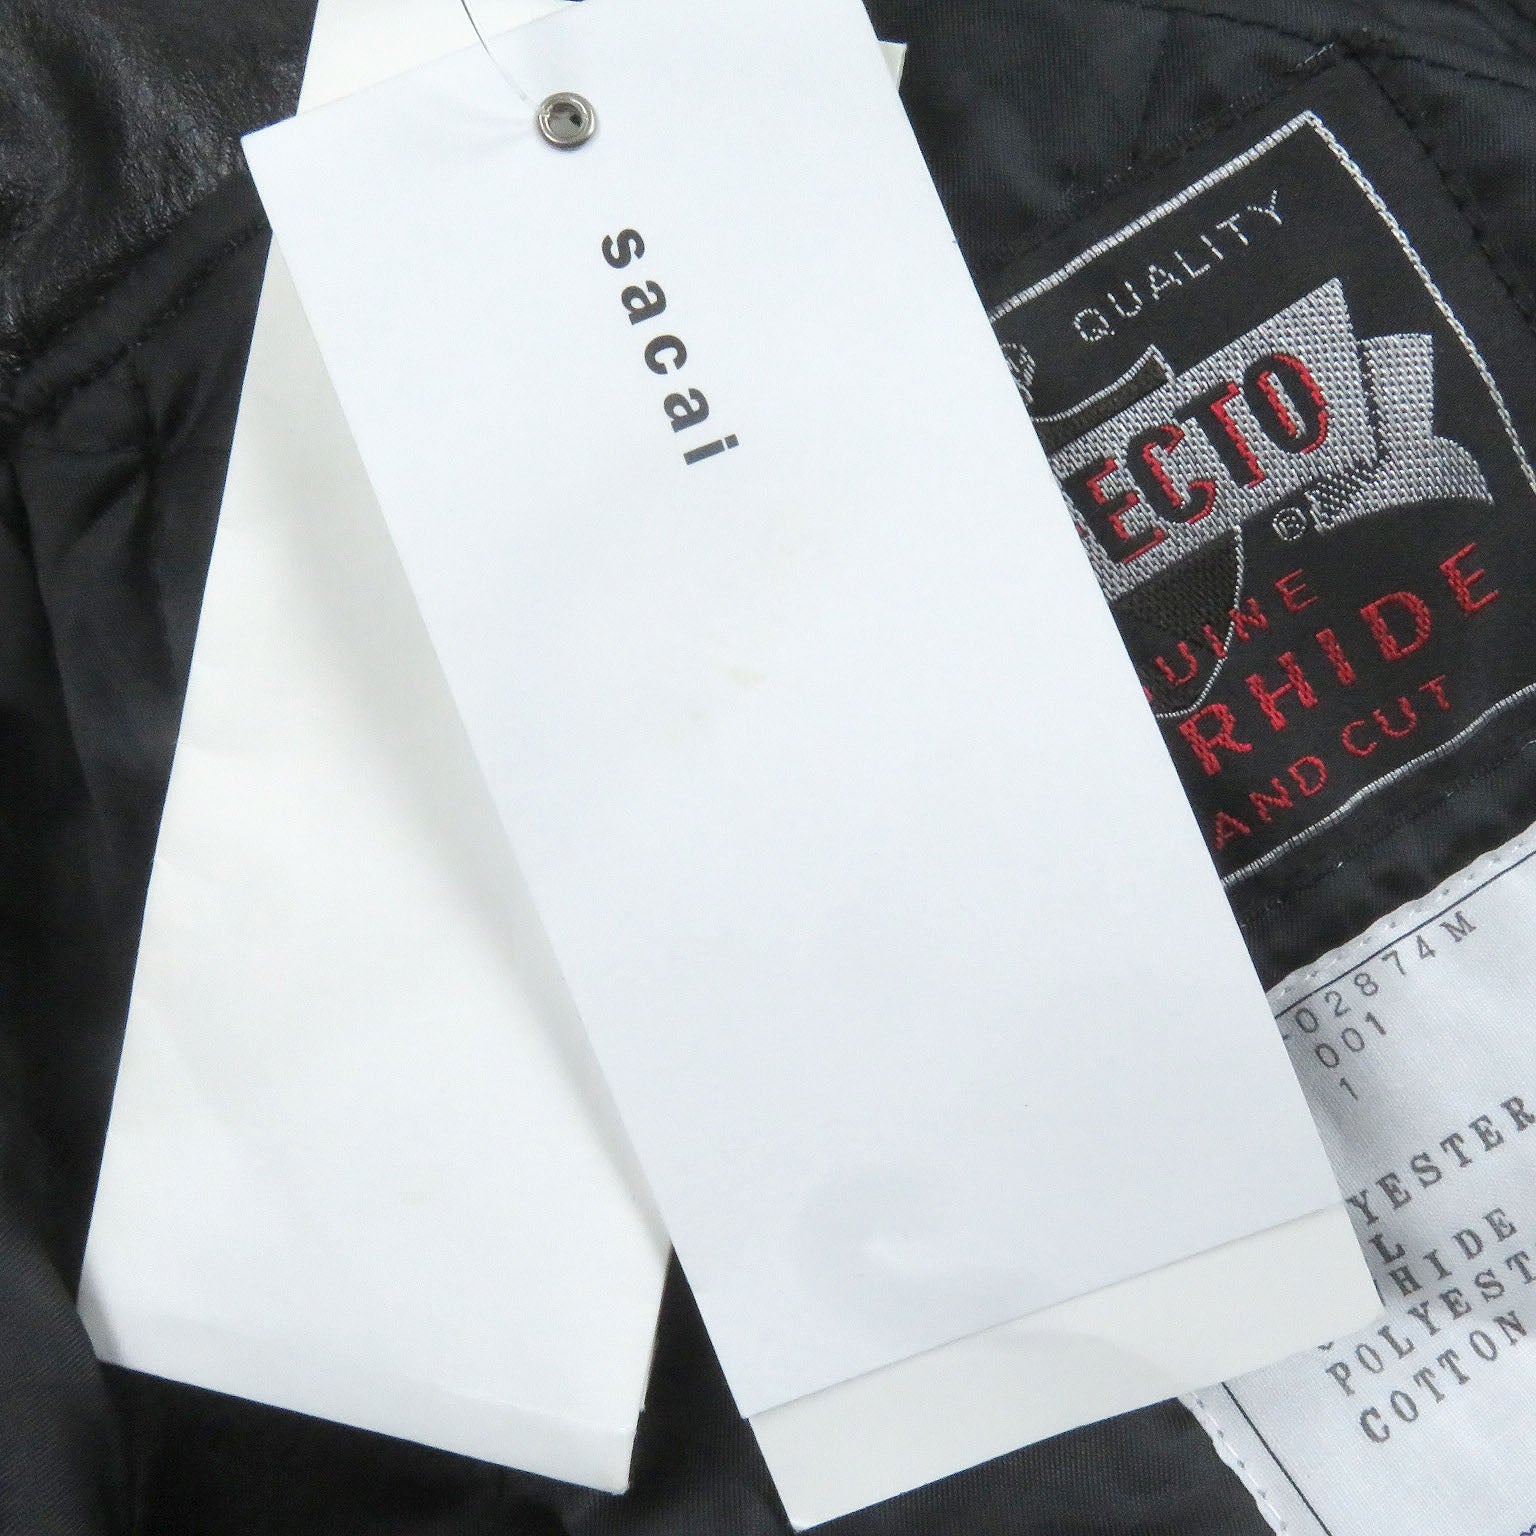 sacai
QUALITY
ECTO
®
UINE
RHIDE
AND CUT
02874M
001
1
YESTER
L
HIDE
POLYEST
COTTON